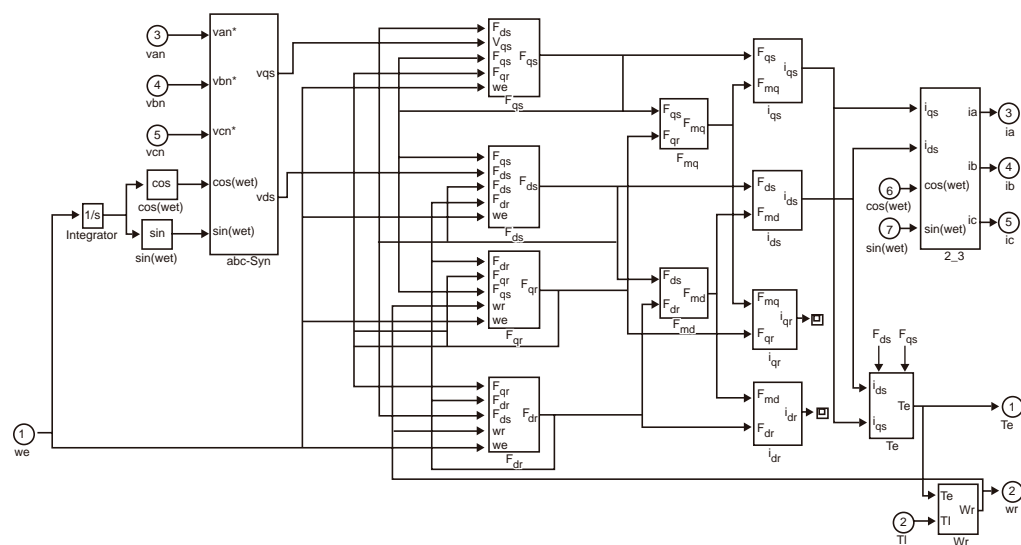 3
van
4
vbn
5
vcn
van*
vbn*
vcn*
cos(wet)
sin(wet)
vqs
vds
abc-Syn
cos
cos(wet)
sin
sin(wet)
1/s
Integrator
1
we
Fds
Vqs
Fqs
Fqr
we
Fqs
Fqs
Fqs
Fds
Fds
Fdr
we
Fds
Fds
Fdr
Fqr
Fqs
wr
we
Fqr
Fqr
Fqr
Fdr
Fds
wr
we
Fdr
Fdr
Fqs
Fqr
Fmq
Fmq
Fds
Fdr
Fmd
Fmd
Fqs
Fmq
iqs
iqs
Fds
Fmd
ids
ids
Fmq
Fqr
iqr
iqr
Fmd
Fdr
idr
idr
iqs
ids
cos(wet)
sin(wet)
ia
ib
ic
2_3
6
cos(wet)
7
sin(wet)
3
ia
4
ib
5
ic
Fds
Fqs
ids
iqs
Te
Te
1
Te
Te
Tl
Wr
Wr
2
Tl
2
wr